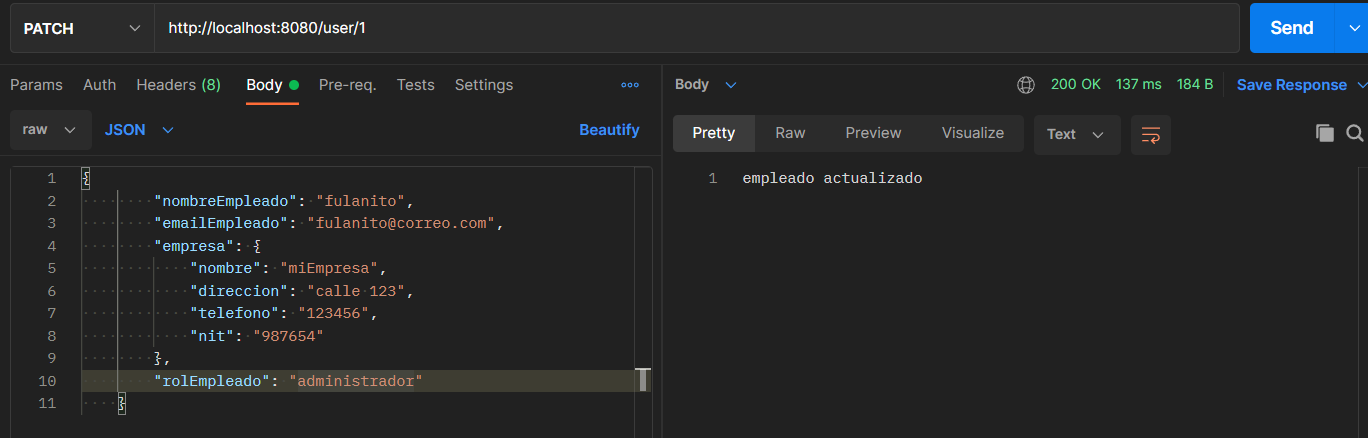 PATCH http://localhost:8080/user/1 Send
Params Auth Headers (8) Body Pre-req. Tests Settings
Body 200 OK 137 ms 184 B Save Response
raw JSON Beautify
Pretty Raw Preview Visualize Text
1 {
2 "nombreEmpleado": "fulanito",
3 "emailEmpleado": "fulanito@correo.com",
4 "empresa": {
5 "nombre": "miEmpresa",
6 "direccion": "calle 123",
7 "telefono": "123456",
8 "nit": "987654"
9 },
10 "rolEmpleado": "administrador"
11 }
1 empleado actualizado